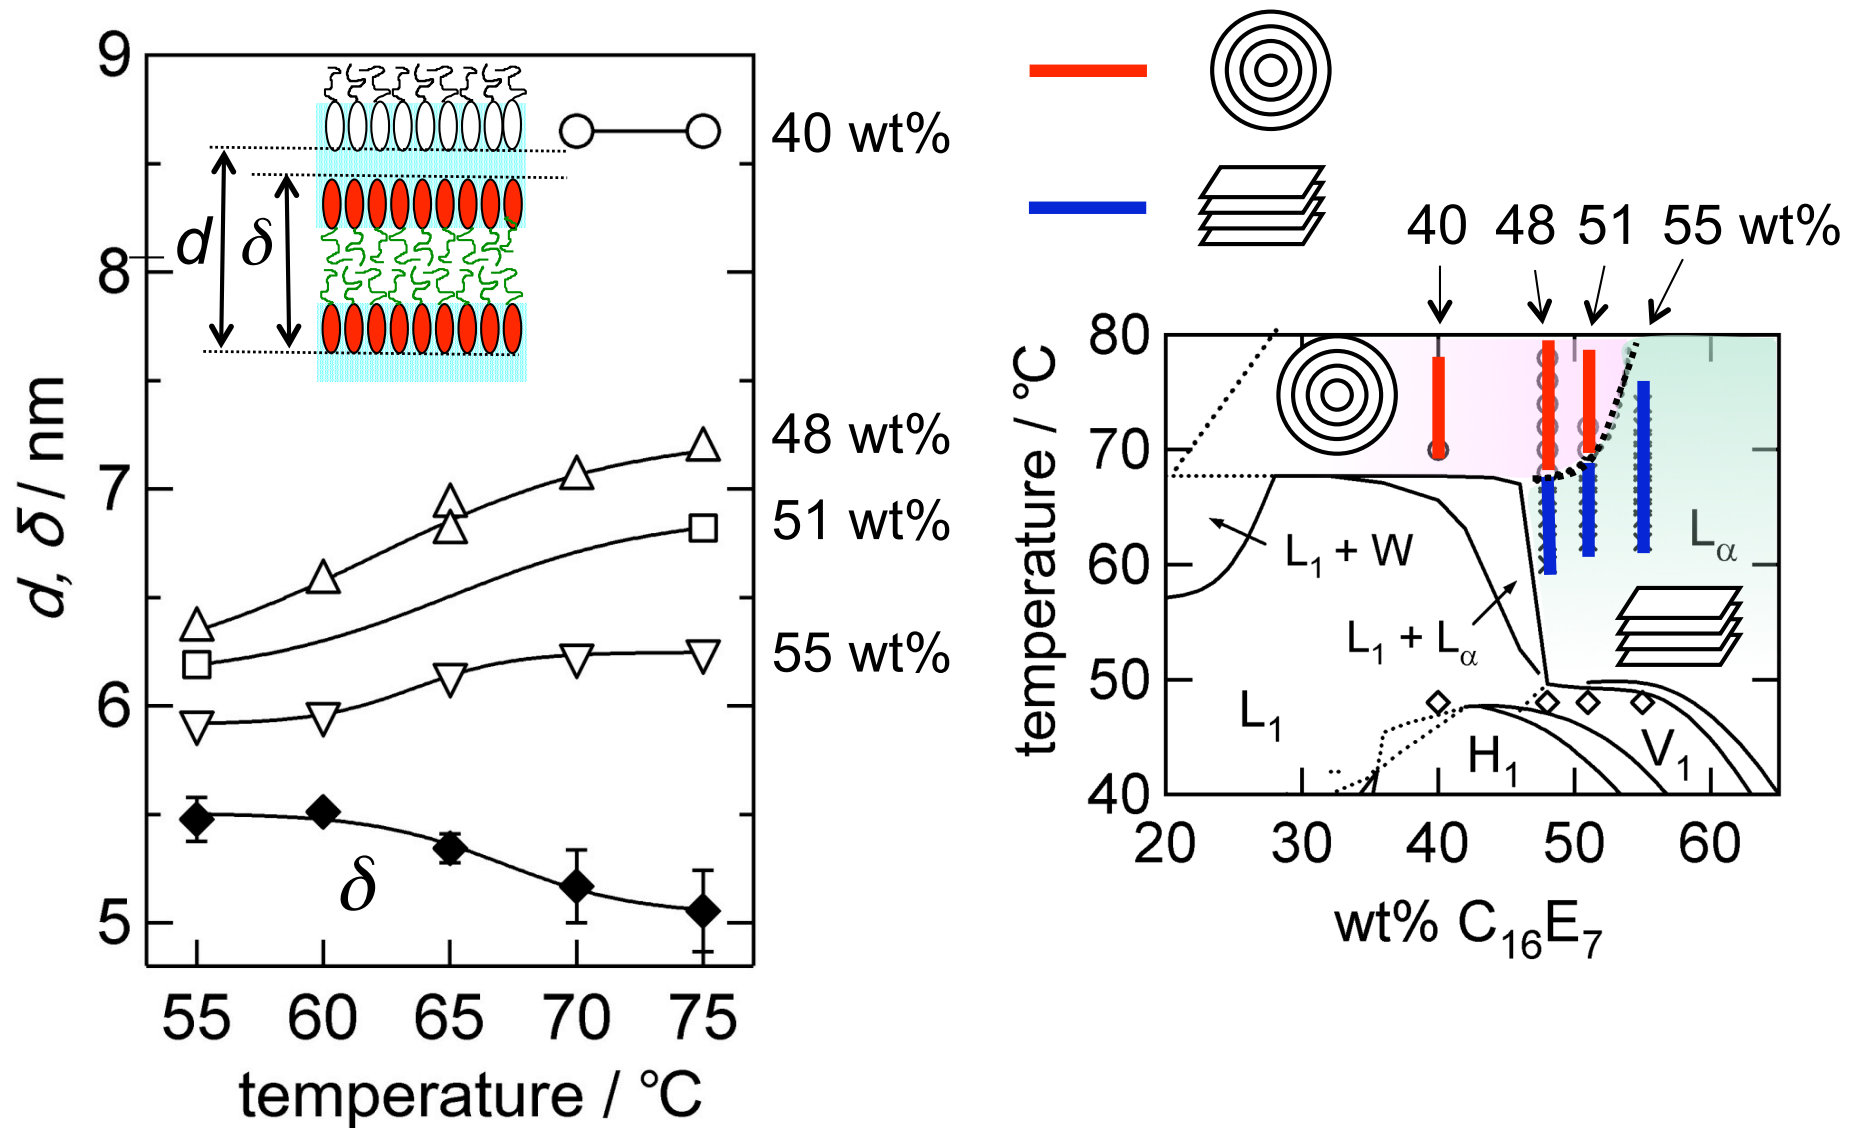 9
8
7
6
5
d, δ / nm
d
δ
δ
40 wt%
48 wt%
51 wt%
55 wt%
55 60 65 70 75
temperature / °C
40 48 51 55 wt%
80
70
60
50
40
temperature / °C
L1 + W
L1 + Lα
Lα
L1
H1
V1
20 30 40 50 60
wt% C16E7